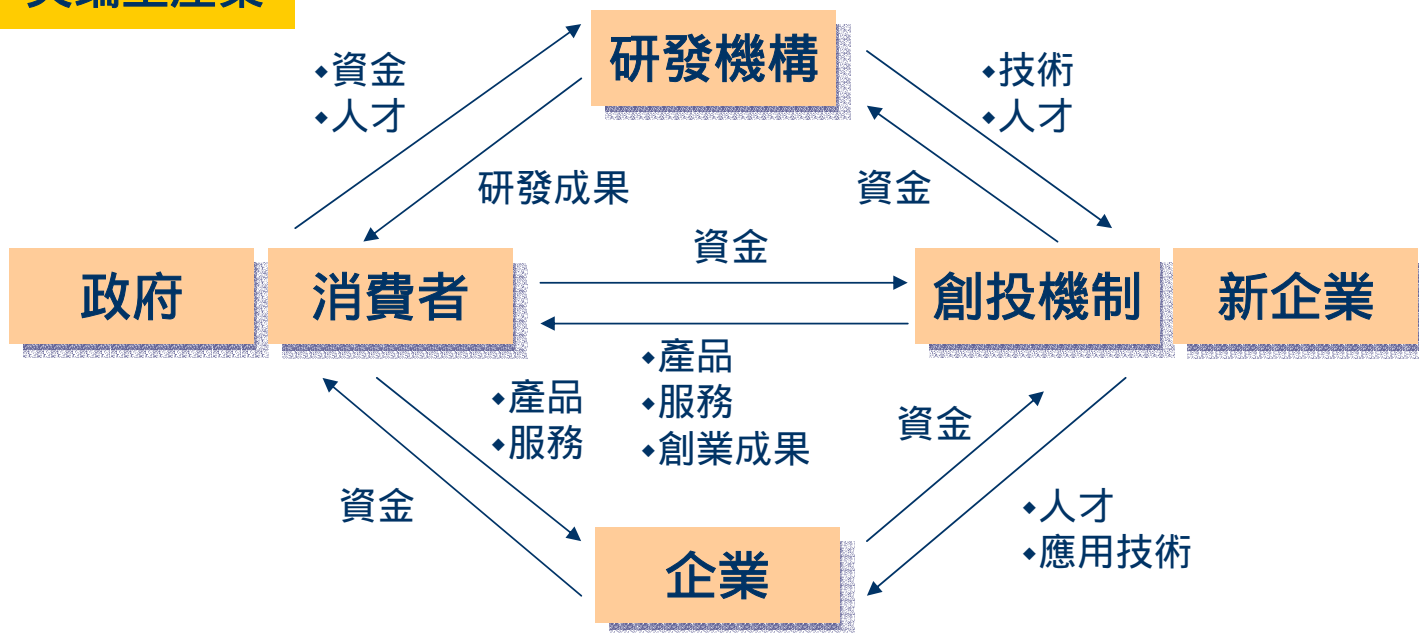 研發機構
◆資金
◆人才
◆技術
◆人才
研發成果
資金
資金
政府
消費者
創投機制
新企業
◆產品
◆服務
◆產品
◆服務
◆創業成果
資金
資金
◆人才
◆應用技術
企業